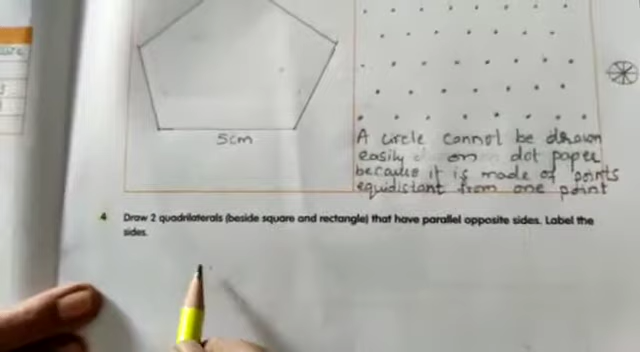 5cm
A circle cannot be drawn
easily on dot paper
because it is made of points
equidistant from one point
4 Draw 2 quadrilaterals (beside square and rectangle) that have parallel opposite sides. Label the
sides.